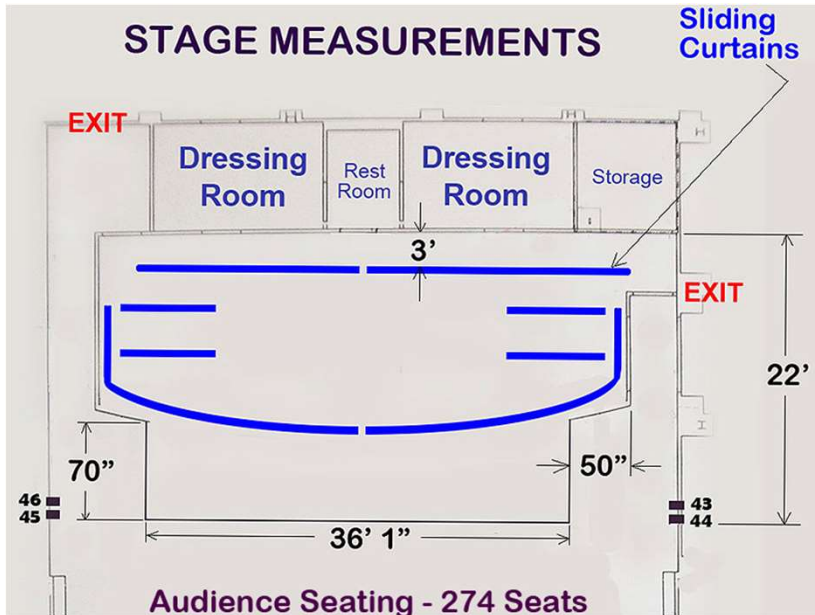 STAGE MEASUREMENTS
Sliding
Curtains
EXIT
H
H
H
Dressing
Room
Rest
Room
Dressing
Room
Storage
3’
EXIT
H
22’
H
70”
50”
46
45
43
44
36’ 1”
Audience Seating - 274 Seats